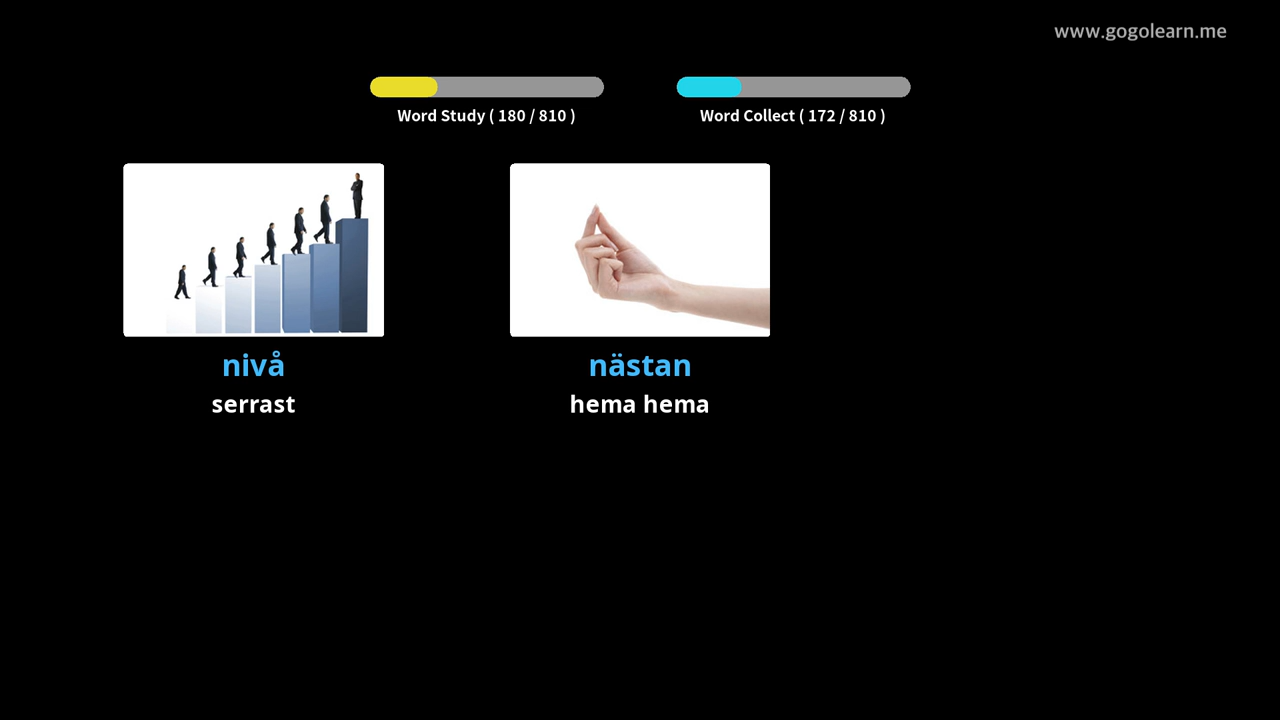 www.gogolearn.me
Word Study ( 180 / 810 )
Word Collect ( 172 / 810 )
nivå
serrast
nästan
hema hema